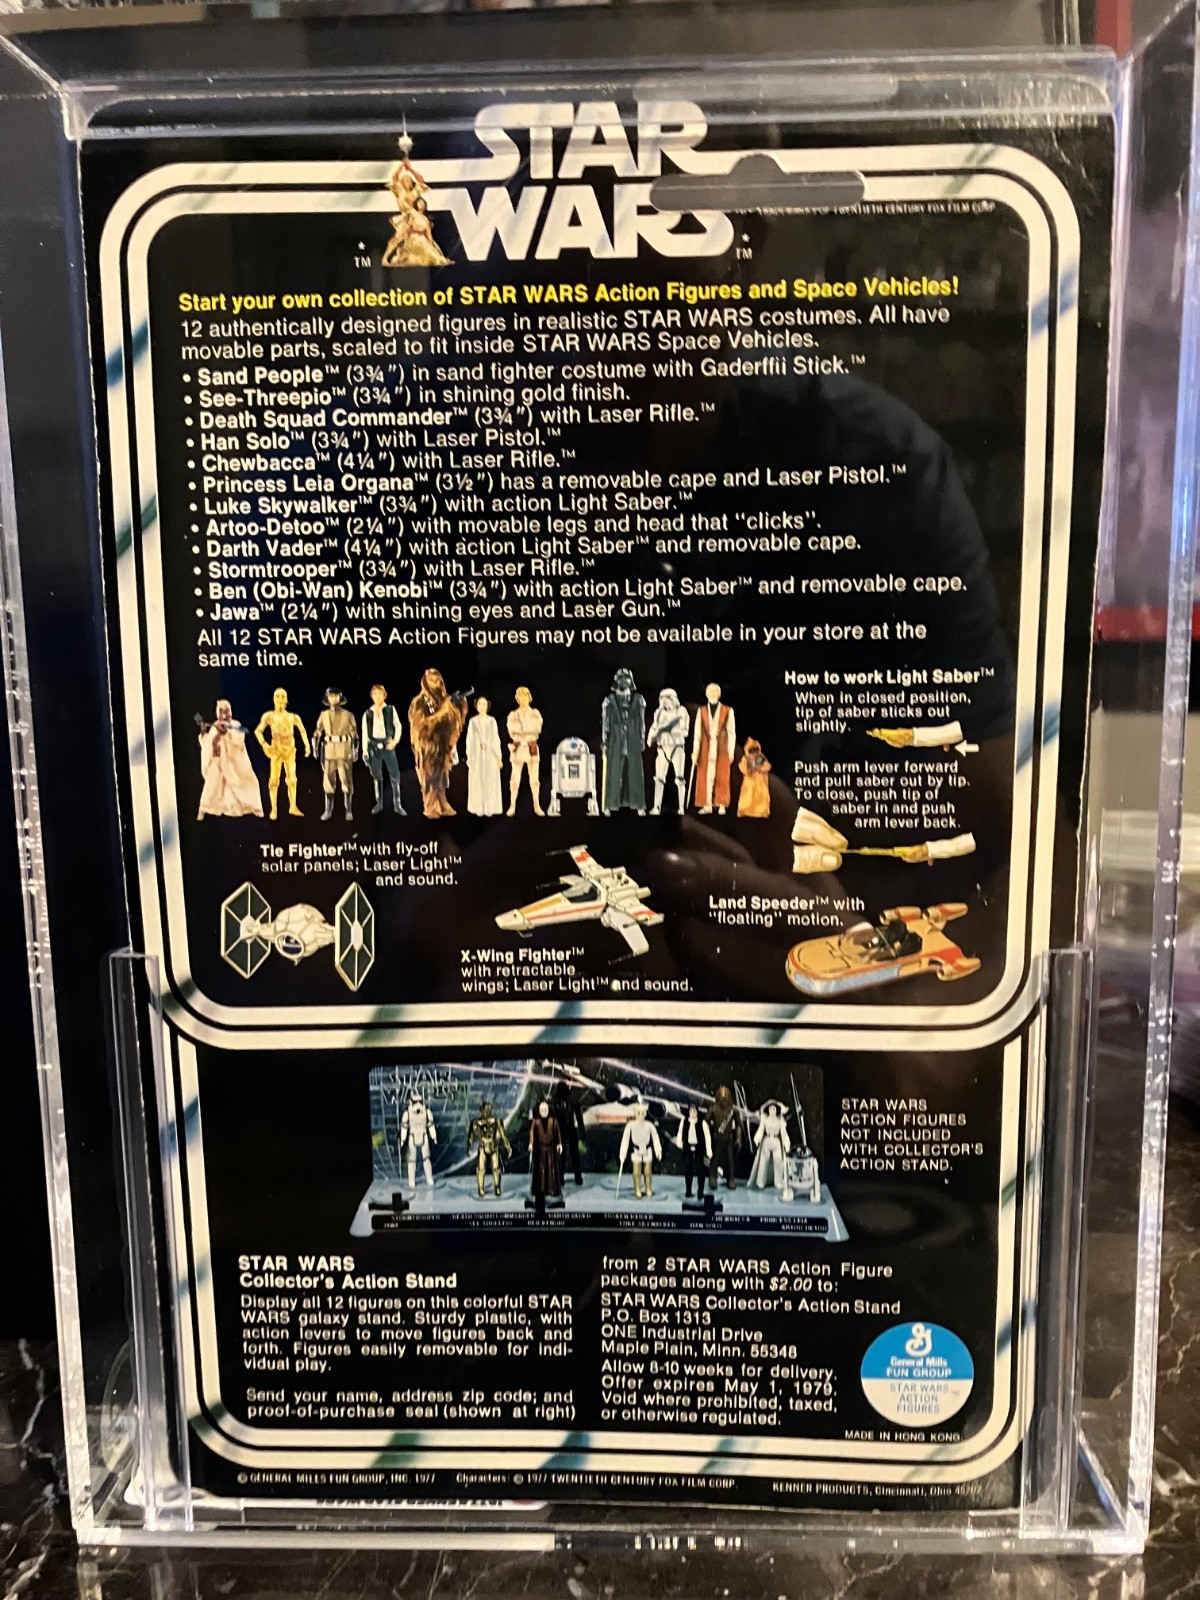 STAR
WARS
TM
TM
Start your own collection of STAR WARS Action Figures and Space Vehicles!
12 authentically designed figures in realistic STAR WARS costumes. All have
movable parts, scaled to fit inside STAR WARS Space Vehicles.
• Sand People™ (3¾") in sand fighter costume with Gaderffii Stick.™
• See-Threepio™ (3¾") in shining gold finish.
• Death Squad Commander™ (3¾") with Laser Rifle.™
• Han Solo™ (3¾") with Laser Pistol.™
• Chewbacca™ (4¼") with Laser Rifle.™
• Princess Leia Organa™ (3½") has a removable cape and Laser Pistol.™
• Luke Skywalker™ (3¾") with action Light Saber.™
• Artoo-Detoo™ (2¼") with movable legs and head that "clicks".
• Darth Vader™ (4¼") with action Light Saber™ and removable cape.
• Stormtrooper™ (3¾") with Laser Rifle.™
• Ben (Obi-Wan) Kenobi™ (3¾") with action Light Saber™ and removable cape.
• Jawa™ (2¼") with shining eyes and Laser Gun.™
All 12 STAR WARS Action Figures may not be available in your store at the
same time.
How to work Light Saber™
When in closed position,
tip of saber sticks out
slightly.
Push arm lever forward
and pull saber out by tip.
To close, push tip of
saber in and push
arm lever back.
Tie Fighter™ with fly-off
solar panels; Laser Light™
and sound.
X-Wing Fighter™
with retractable
wings; Laser Light™ and sound.
Land Speeder™ with
"floating" motion.
STAR
WARS
STAR WARS
ACTION FIGURES
NOT INCLUDED
WITH COLLECTOR'S
ACTION STAND.
STAR WARS
Collector's Action Stand
Display all 12 figures on this colorful STAR
WARS galaxy stand. Sturdy plastic, with
action levers to move figures back and
forth. Figures easily removable for indi-
vidual play.
Send your name, address zip code; and
proof-of-purchase seal (shown at right)
from 2 STAR WARS Action Figure
packages along with $2.00 to:
STAR WARS Collector's Action Stand
P.O. Box 1313
ONE Industrial Drive
Maple Plain, Minn. 55348
Allow 8-10 weeks for delivery.
Offer expires May 1, 1979.
Void where prohibited, taxed,
or otherwise regulated.
General Mills
FUN GROUP
STAR WARS™
ACTION
FIGURES
MADE IN HONG KONG
© GENERAL MILLS FUN GROUP, INC. 1977 Characters: © 1977 TWENTIETH CENTURY FOX FILM CORP. KENNER PRODUCTS, Cincinnati, Ohio 45202